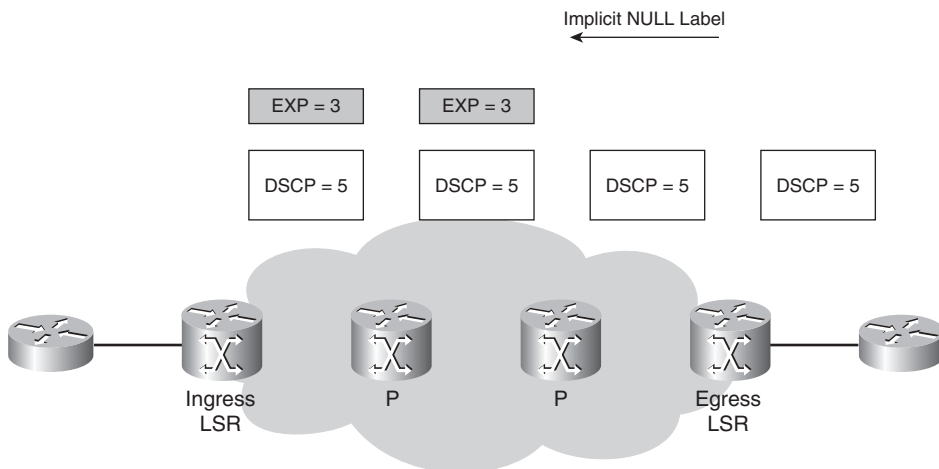 Implicit NULL Label
EXP = 3
EXP = 3
DSCP = 5
DSCP = 5
DSCP = 5
DSCP = 5
Ingress
LSR
P
P
Egress
LSR